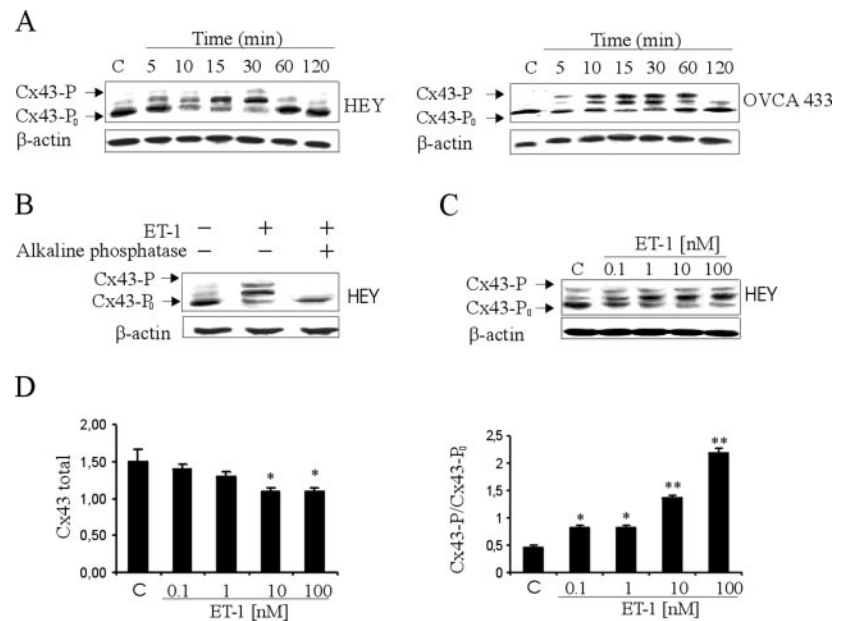 A
Time (min)
C 5 10 15 30 60 120
Cx43-P
Cx43-P₀
HEY
β-actin
Time (min)
C 5 10 15 30 60 120
Cx43-P
Cx43-P₀
OVCA 433
β-actin
B
ET-1 − + +
Alkaline phosphatase − − +
Cx43-P
Cx43-P₀
HEY
β-actin
C
ET-1 [nM]
C 0.1 1 10 100
Cx43-P
Cx43-P₀
HEY
β-actin
D
Cx43 total
2,00
1,50
1,00
0,50
0,00
* *
C 0.1 1 10 100
ET-1 [nM]
Cx43-P/Cx43-P₀
2,5
2
1,5
1
0,5
0
* * ** **
C 0.1 1 10 100
ET-1 [nM]